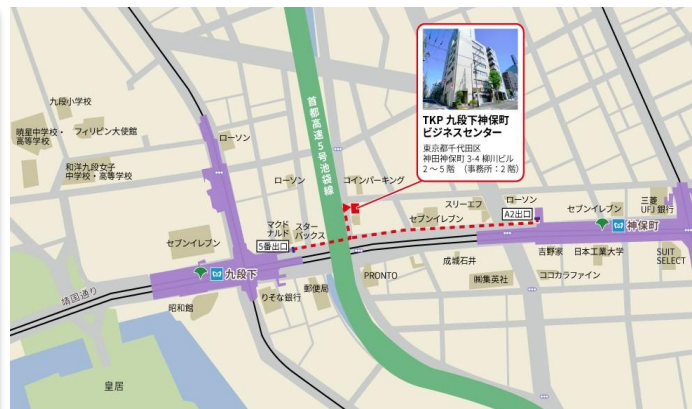 TKP 九段下神保町
ビジネスセンター
東京都千代田区
神田神保町 3-4 柳川ビル
2～5 階 （事務所：2 階）
首都高速5号池袋線
九段小学校
暁星中学校・
高等学校
フィリピン大使館
和洋九段女子
中学校・高等学校
ローソン
ローソン
コインパーキング
スリーエフ
ローソン
A2出口
三菱
UFJ 銀行
セブンイレブン
セブンイレブン
神保町
マクド
ナルド
スター
バックス
5番出口
セブンイレブン
九段下
靖国通り
昭和館
りそな銀行
郵便局
PRONTO
成城石井
㈱集英社
吉野家
日本工業大学
ココカラファイン
SUIT
SELECT
皇居